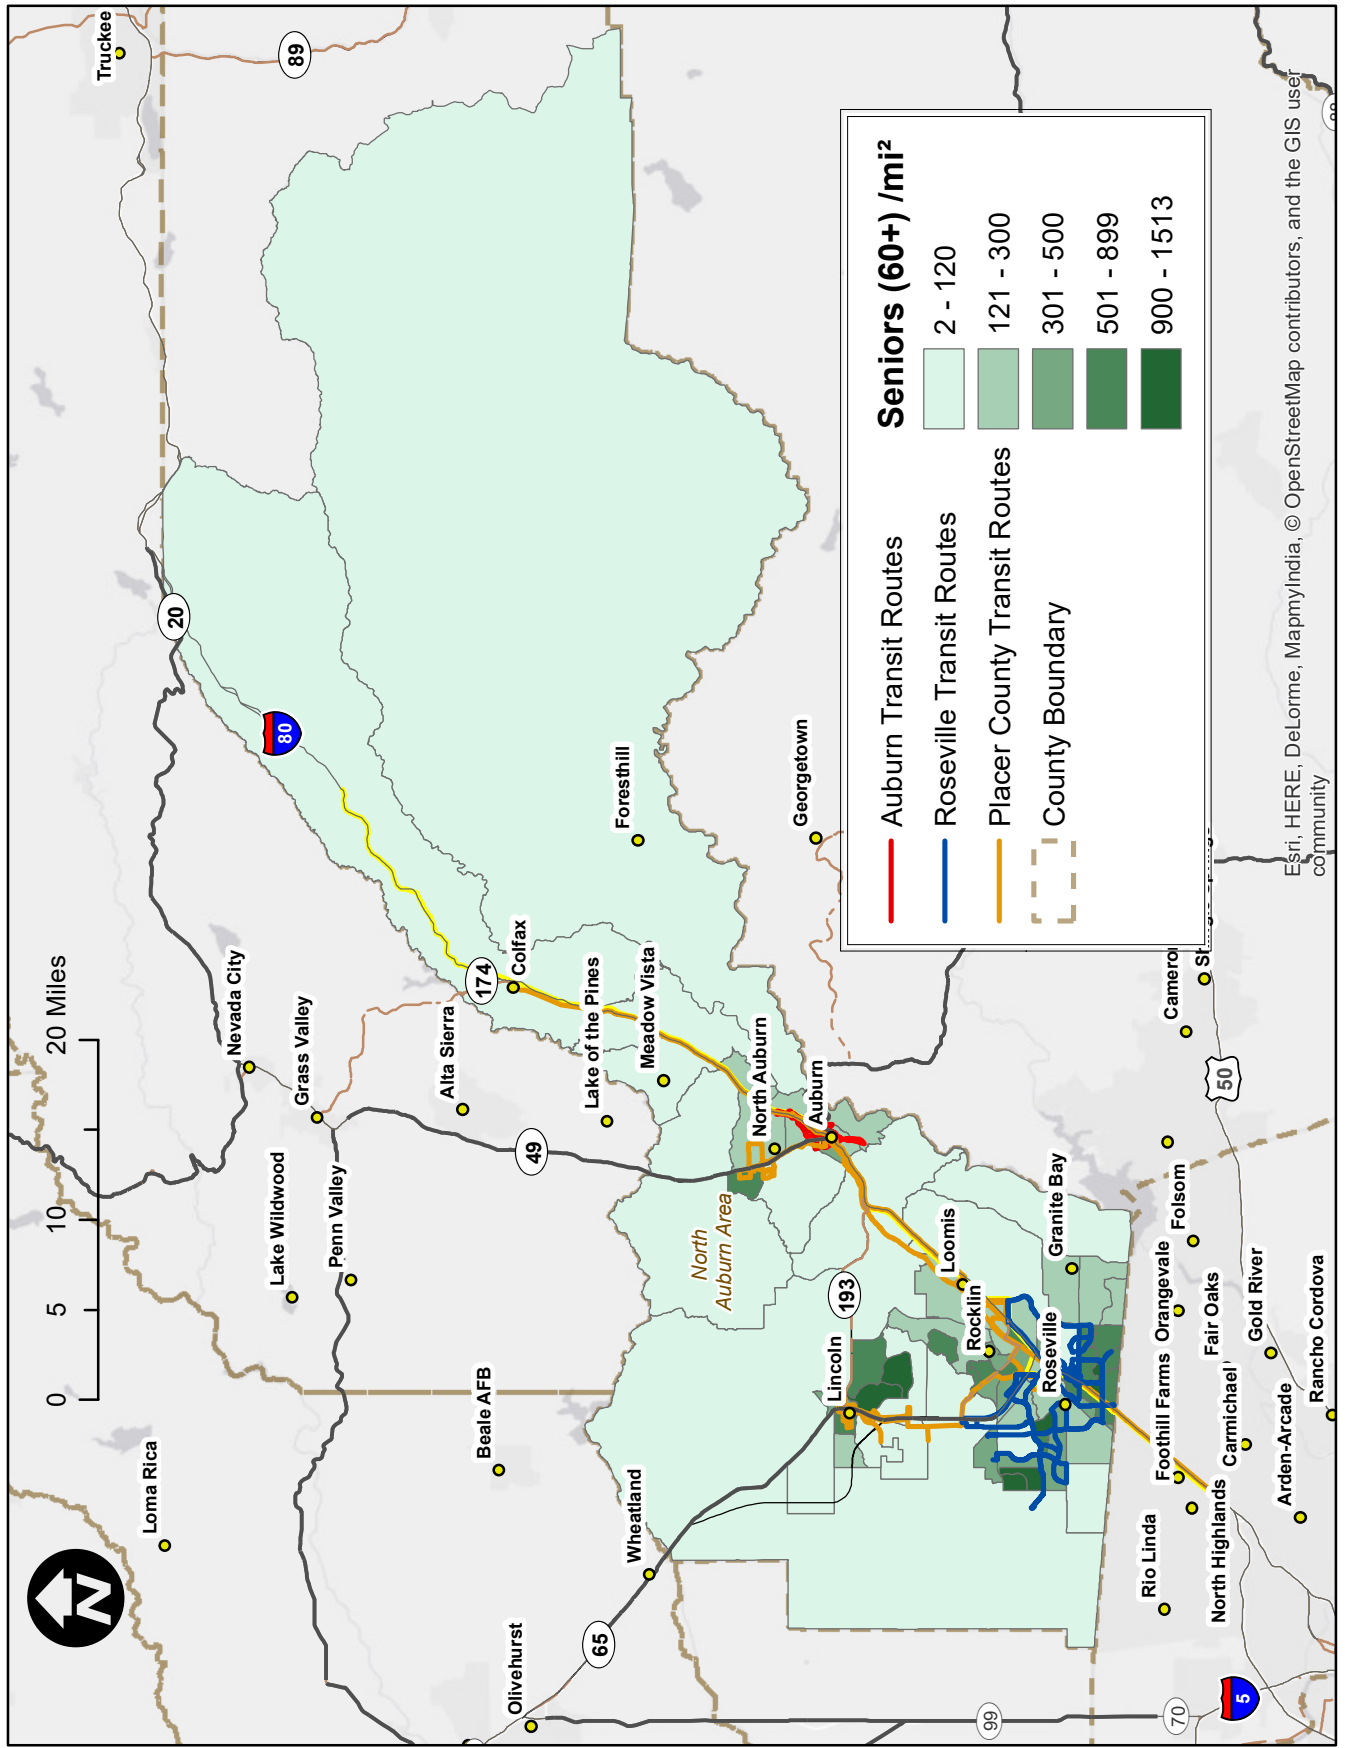 Truckee
89
20
80
0
5
10
20 Miles
Nevada City
Grass Valley
Alta Sierra
174
Colfax
Foresthill
Georgetown
Lake Wildwood
Penn Valley
49
Lake of the Pines
Meadow Vista
North Auburn
Auburn
North
Auburn Area
Loma Rica
Beale AFB
Wheatland
Olivehurst
65
193
Lincoln
Loomis
Rocklin
Roseville
Granite Bay
Cameron
50
Folsom
Orangevale
Foothill Farms
Fair Oaks
Gold River
Carmichael
Arden-Arcade
Rancho Cordova
Rio Linda
North Highlands
99
70
5
N
Auburn Transit Routes
Roseville Transit Routes
Placer County Transit Routes
County Boundary
Seniors (60+) /mi²
2 - 120
121 - 300
301 - 500
501 - 899
900 - 1513
Esri, HERE, DeLorme, MapmyIndia, © OpenStreetMap contributors, and the GIS user
community